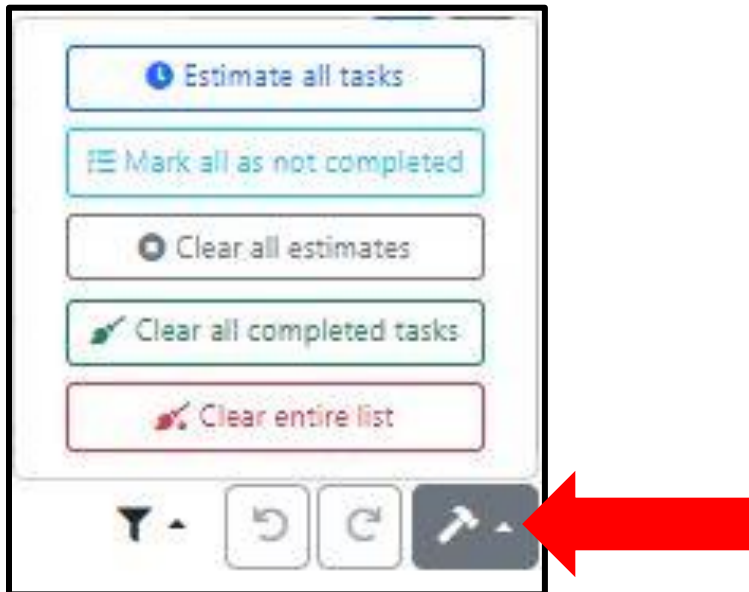 Estimate all tasks
Mark all as not completed
Clear all estimates
Clear all completed tasks
Clear entire list